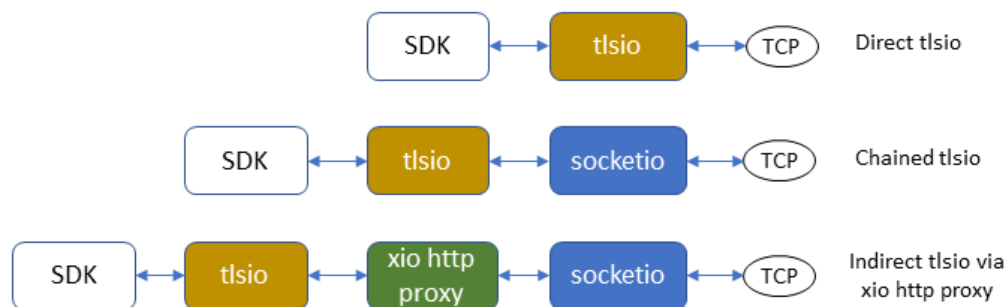 SDK
tlsio
TCP
Direct tlsio
SDK
tlsio
socketio
TCP
Chained tlsio
SDK
tlsio
xio http
proxy
socketio
TCP
Indirect tlsio via
xio http proxy